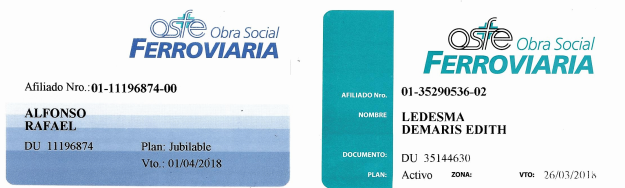 osfe Obra Social
FERROVIARIA
Afiliado Nro.: 01-11196874-00
ALFONSO
RAFAEL
DU 11196874 Plan: Jubilable
Vto.: 01/04/2018
osfe Obra Social
FERROVIARIA
AFILIADO Nro. 01-35290536-02
NOMBRE LEDESMA
DEMARIS EDITH
DOCUMENTO: DU 35144630
PLAN: Activo ZONA: VTO: 26/03/2018